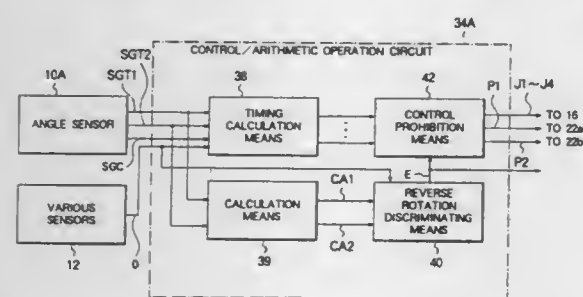 34A
CONTROL/ARITHMETIC OPERATION CIRCUIT
SGT2
10A
SGT1
38
42
J1~J4
P1
ANGLE SENSOR
TIMING
CALCULATION
MEANS
CONTROL
PROHIBITION
MEANS
TO 16
TO 22a
TO 22b
SGC
P2
E
CA1
VARIOUS
SENSORS
CALCULATION
MEANS
REVERSE
ROTATION
DISCRIMINATING
MEANS
CA2
12
D
39
40